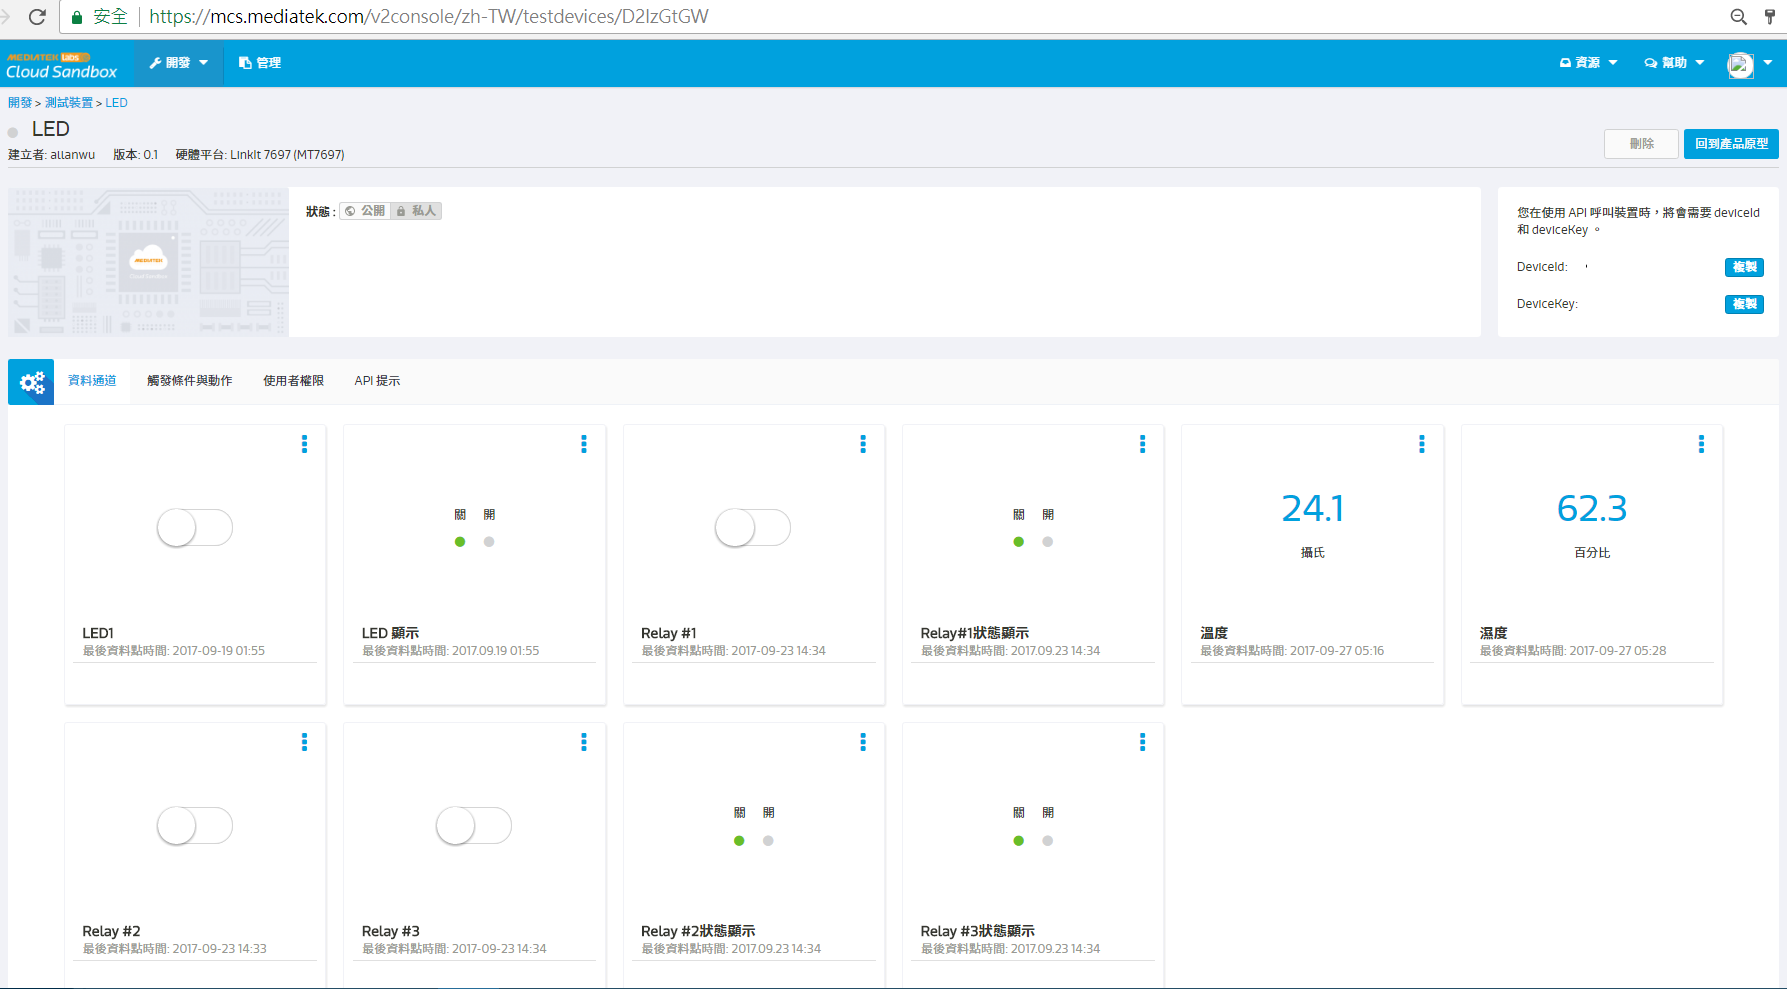 安全 https://mcs.mediatek.com/v2console/zh-TW/testdevices/D2IzGtGW
MEDIATEK Labs
Cloud Sandbox
開發
管理
資源
幫助
開發 > 測試裝置 > LED
LED
建立者: allanwu 版本: 0.1 硬體平台: LinkIt 7697 (MT7697)
刪除
回到產品原型
MEDIATEK
Cloud Sandbox
狀態 : 公開 私人
您在使用 API 呼叫裝置時，將會需要 deviceId
和 deviceKey 。
DeviceId:
複製
DeviceKey:
複製
資料通道 觸發條件與動作 使用者權限 API 提示
LED1
最後資料點時間: 2017-09-19 01:55
關 開
LED 顯示
最後資料點時間: 2017.09.19 01:55
Relay #1
最後資料點時間: 2017-09-23 14:34
關 開
Relay#1狀態顯示
最後資料點時間: 2017.09.23 14:34
24.1
攝氏
溫度
最後資料點時間: 2017-09-27 05:16
62.3
百分比
濕度
最後資料點時間: 2017-09-27 05:28
Relay #2
最後資料點時間: 2017-09-23 14:33
Relay #3
最後資料點時間: 2017-09-23 14:34
關 開
Relay #2狀態顯示
最後資料點時間: 2017.09.23 14:34
關 開
Relay #3狀態顯示
最後資料點時間: 2017.09.23 14:34